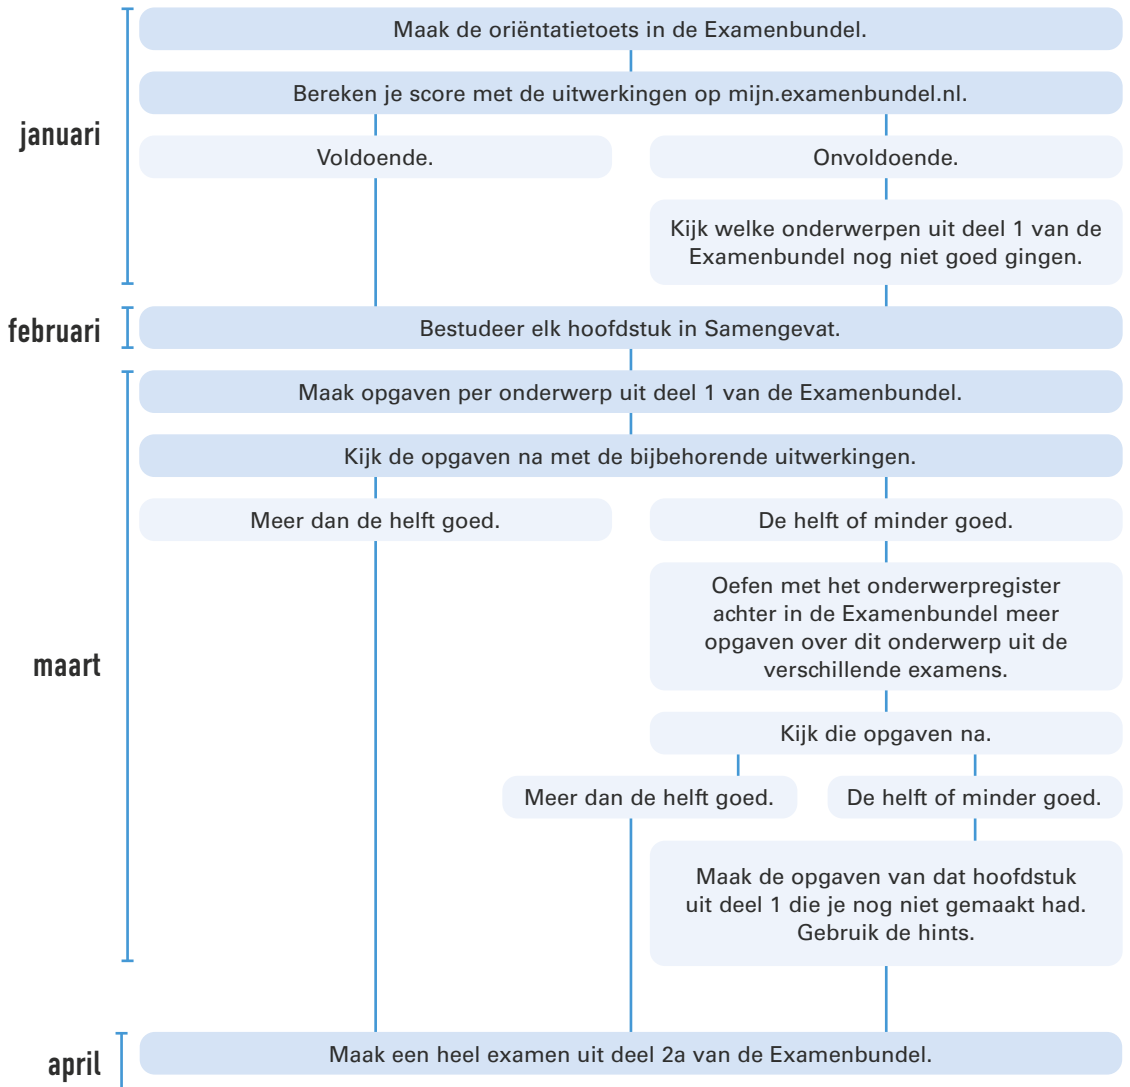 Maak de oriëntatietoets in de Examenbundel.
Bereken je score met de uitwerkingen op mijn.examenbundel.nl.
januari
Voldoende.
Onvoldoende.
Kijk welke onderwerpen uit deel 1 van de
Examenbundel nog niet goed gingen.
februari
Bestudeer elk hoofdstuk in Samengevat.
Maak opgaven per onderwerp uit deel 1 van de Examenbundel.
Kijk de opgaven na met de bijbehorende uitwerkingen.
Meer dan de helft goed.
De helft of minder goed.
Oefen met het onderwerpregister
achter in de Examenbundel meer
opgaven over dit onderwerp uit de
verschillende examens.
maart
Kijk die opgaven na.
Meer dan de helft goed.
De helft of minder goed.
Maak de opgaven van dat hoofdstuk
uit deel 1 die je nog niet gemaakt had.
Gebruik de hints.
april
Maak een heel examen uit deel 2a van de Examenbundel.